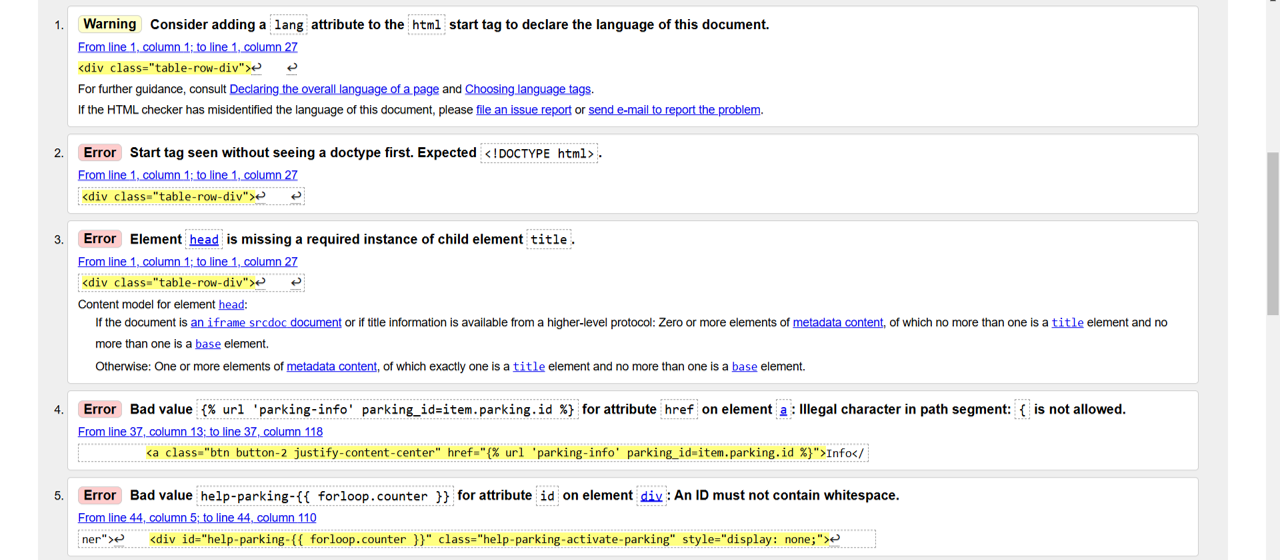 1. Warning Consider adding a lang attribute to the html start tag to declare the language of this document.
From line 1, column 1; to line 1, column 27
<div class="table-row-div">↩ ↩
For further guidance, consult Declaring the overall language of a page and Choosing language tags.
If the HTML checker has misidentified the language of this document, please file an issue report or send e-mail to report the problem.
2. Error Start tag seen without seeing a doctype first. Expected <!DOCTYPE html>.
From line 1, column 1; to line 1, column 27
<div class="table-row-div">↩ ↩
3. Error Element head is missing a required instance of child element title.
From line 1, column 1; to line 1, column 27
<div class="table-row-div">↩ ↩
Content model for element head:
If the document is an iframe srcdoc document or if title information is available from a higher-level protocol: Zero or more elements of metadata content, of which no more than one is a title element and no
more than one is a base element.
Otherwise: One or more elements of metadata content, of which exactly one is a title element and no more than one is a base element.
4. Error Bad value {% url 'parking-info' parking_id=item.parking.id %} for attribute href on element a: Illegal character in path segment: { is not allowed.
From line 37, column 13; to line 37, column 118
<a class="btn button-2 justify-content-center" href="{% url 'parking-info' parking_id=item.parking.id %}">Info</
5. Error Bad value help-parking-{{ forloop.counter }} for attribute id on element div: An ID must not contain whitespace.
From line 44, column 5; to line 44, column 110
ner">↩ <div id="help-parking-{{ forloop.counter }}" class="help-parking-activate-parking" style="display: none;">↩